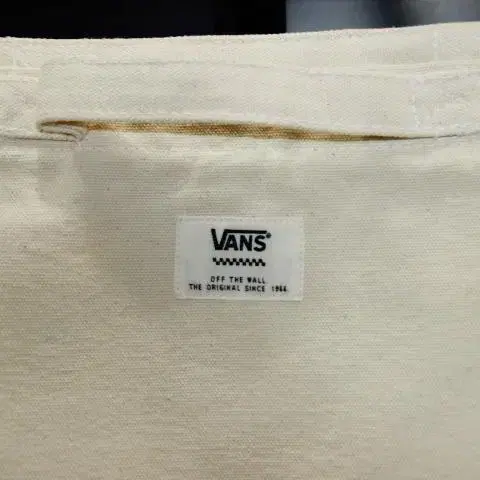 VANS
OFF THE WALL
THE ORIGINAL SINCE 1966